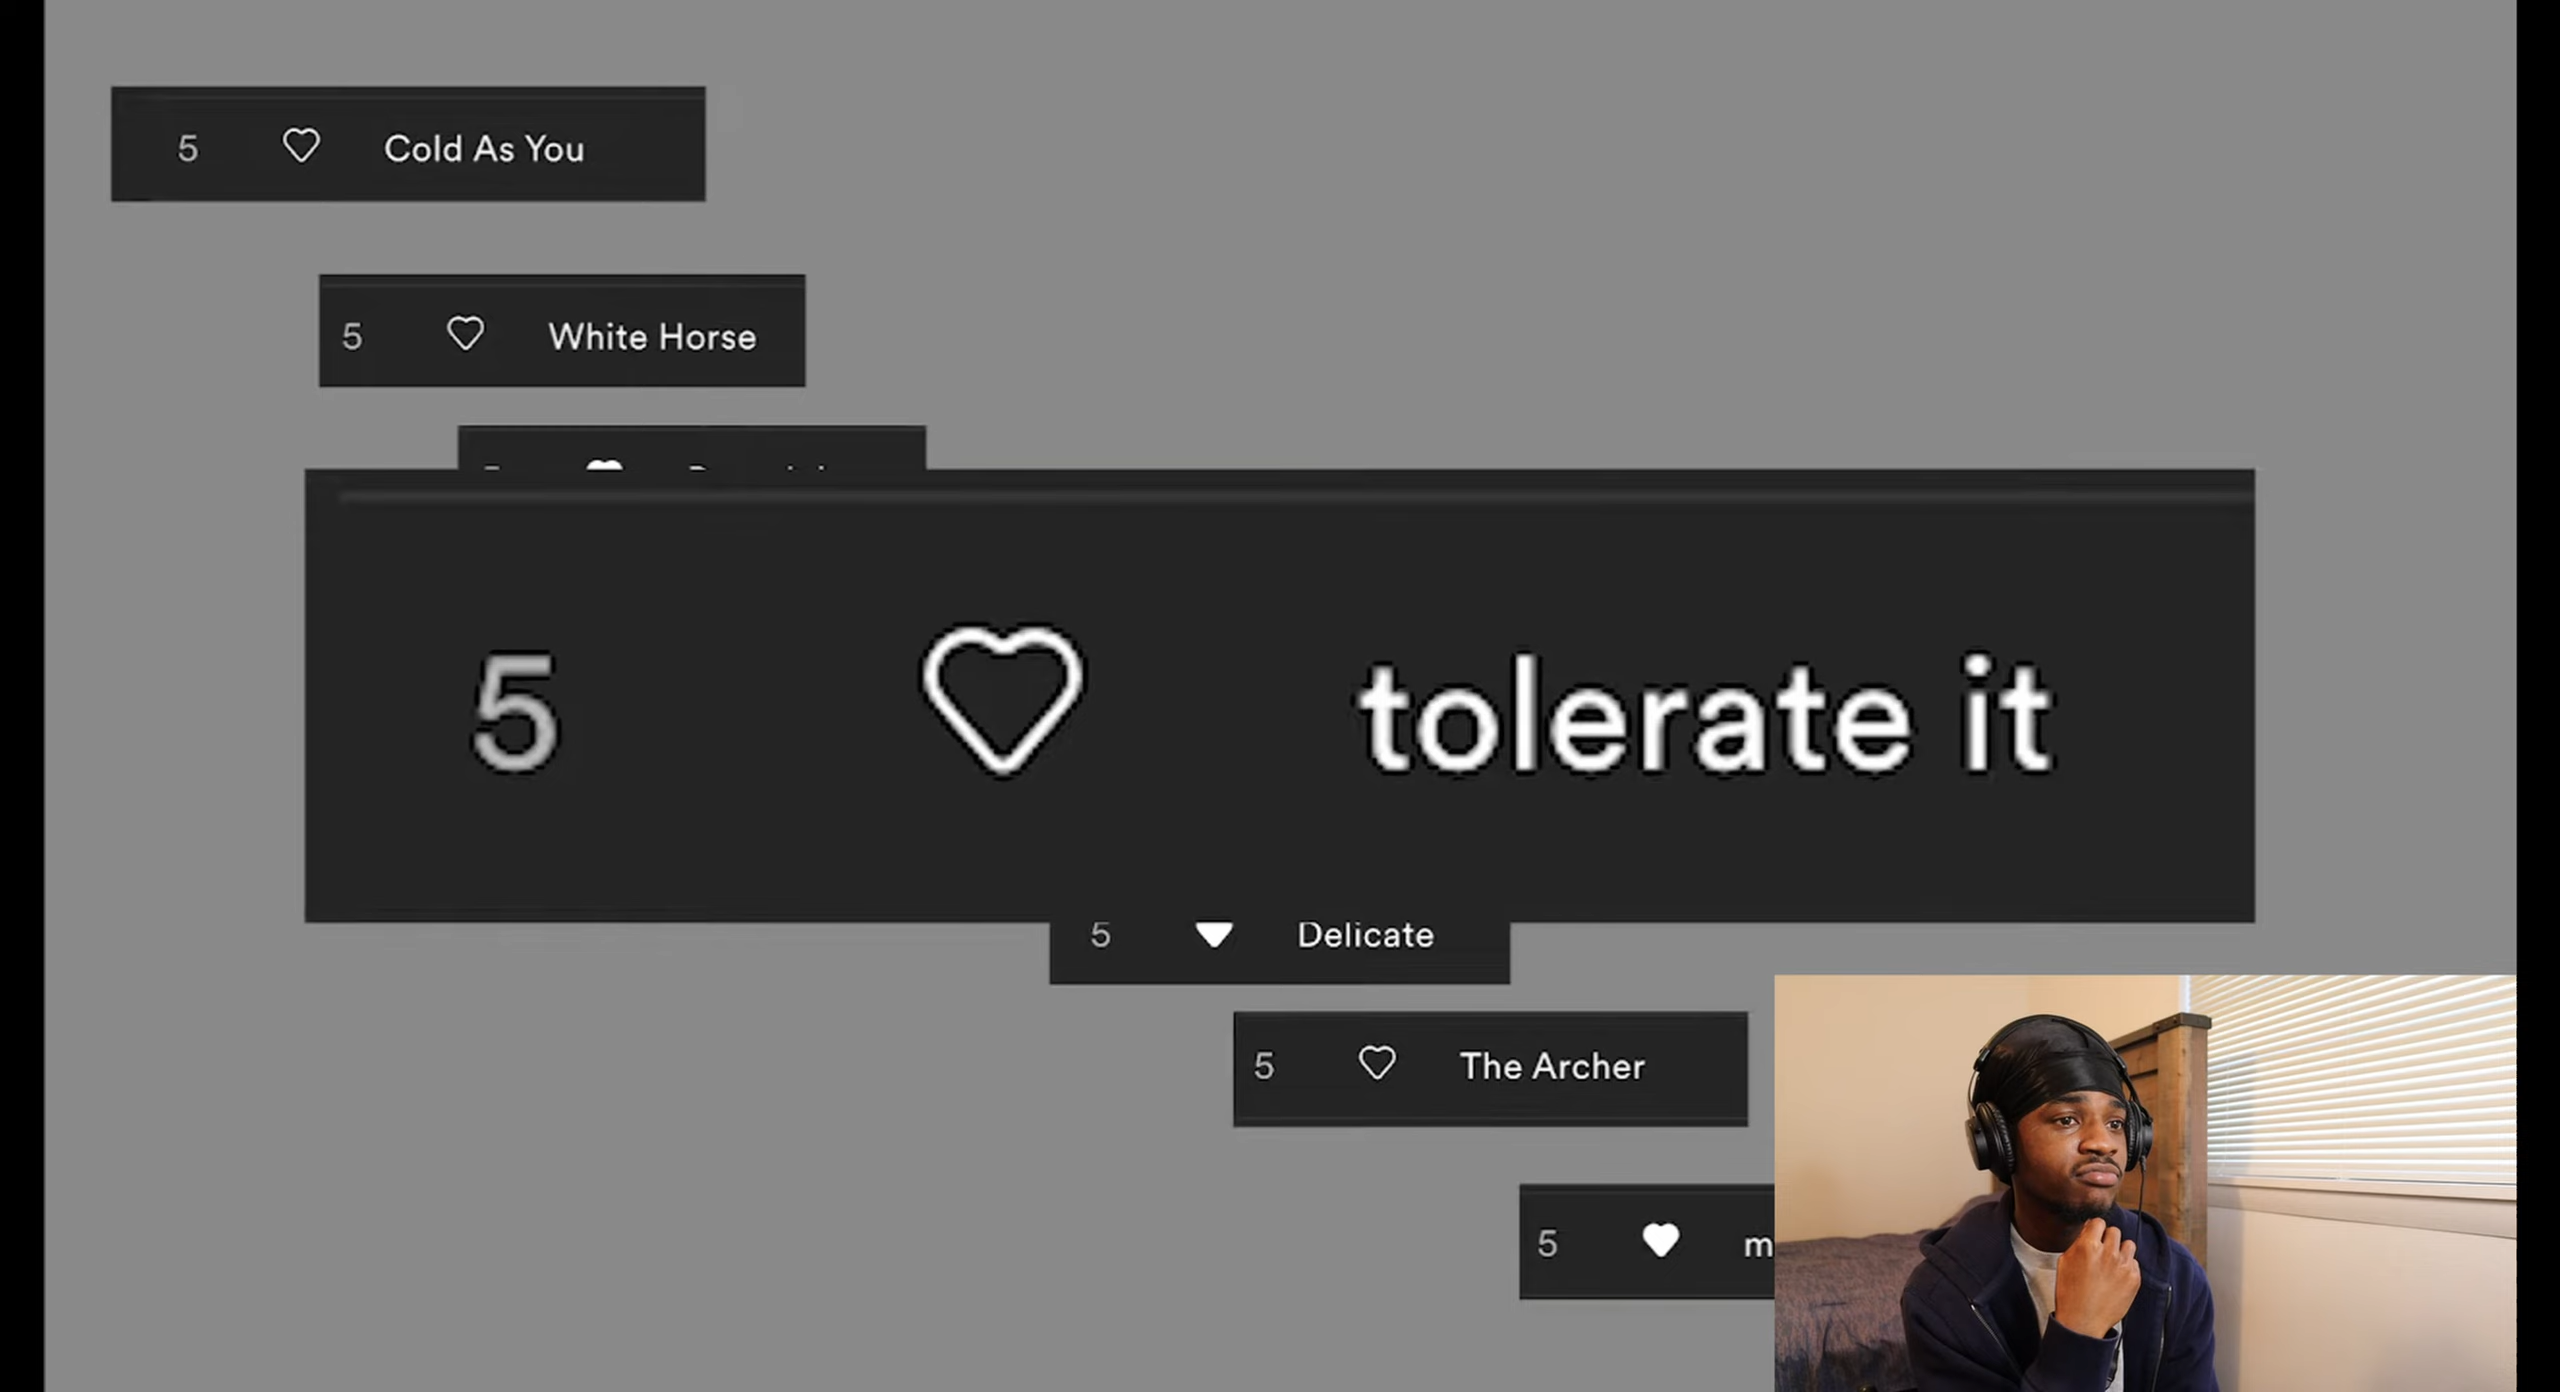 5 Cold As You
5 White Horse
5 tolerate it
5 Delicate
5 The Archer
5 m